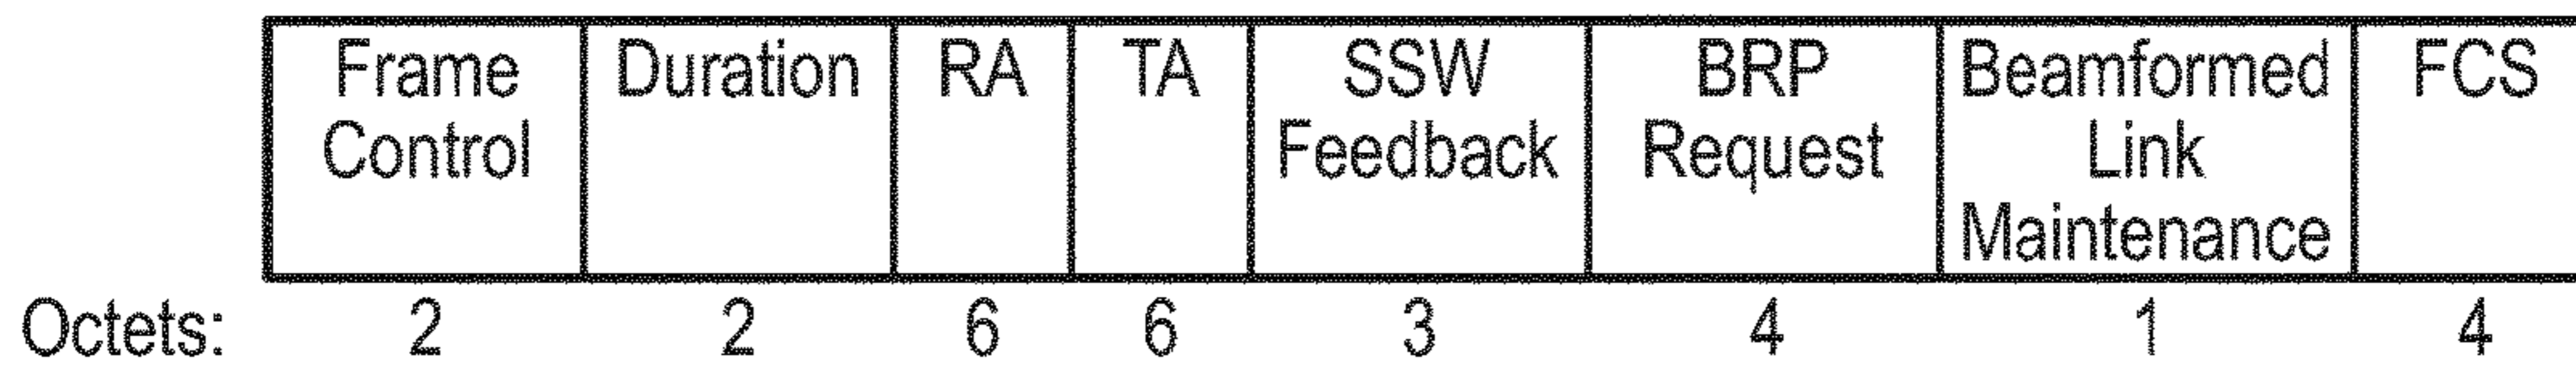 Frame Duration RA TA SSW BRP Beamformed FCS
Control Feedback Request Link
Maintenance
Octets: 2 2 6 6 3 4 1 4